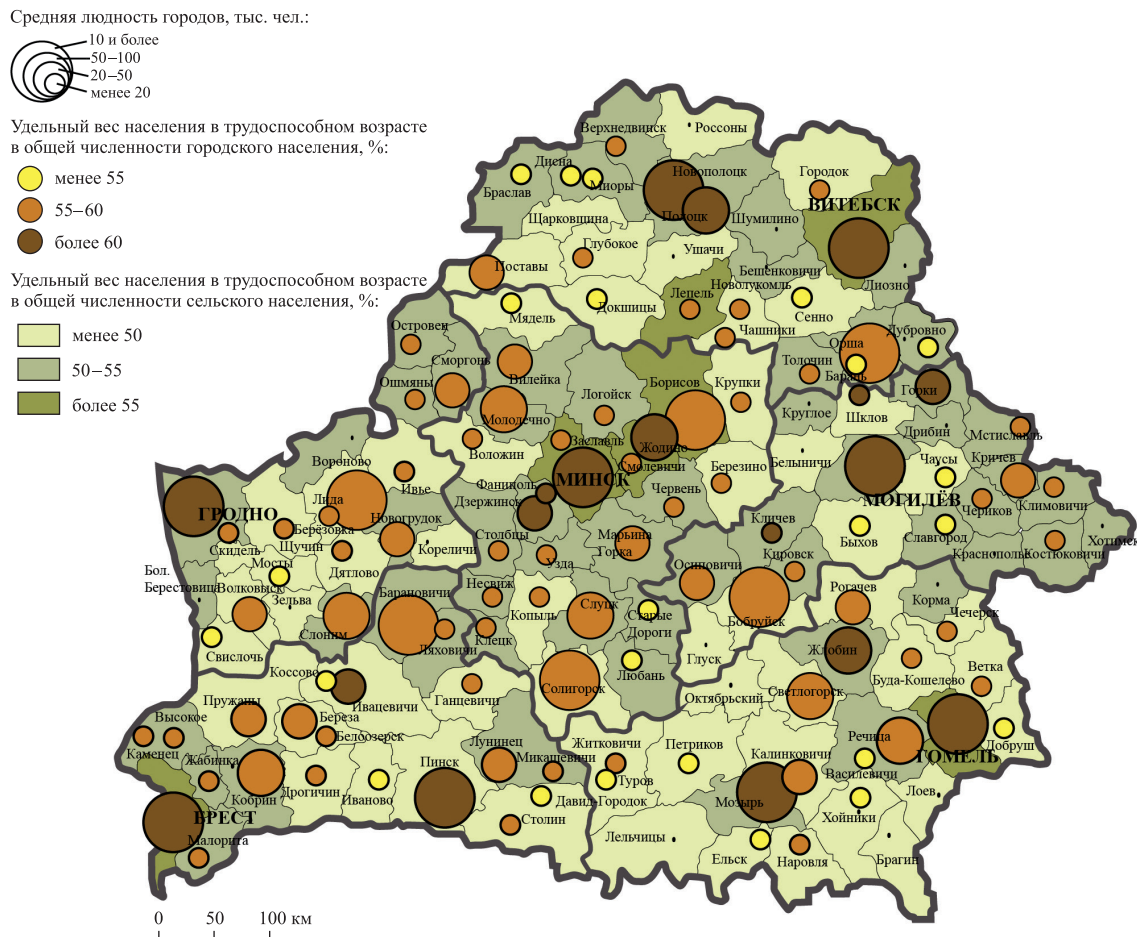 Средняя людность городов, тыс. чел.:
10 и более
50–100
20–50
менее 20
Удельный вес населения в трудоспособном возрасте
в общей численности городского населения, %:
менее 55
55–60
более 60
Удельный вес населения в трудоспособном возрасте
в общей численности сельского населения, %:
менее 50
50–55
более 55
Верхнедвинск
Россоны
Дисна
Браслав
Миоры
Новополоцк
Городок
ВИТЕБСК
Полоцк
Шумилино
Шарковщина
Глубокое
Ушачи
Поставы
Бешенковичи
Лиозно
Лепель
Новолукомль
Докшицы
Сенно
Мядель
Чашники
Дубровно
Орша
Островец
Сморгонь
Толочин
Барань
Ошмяны
Вилейка
Логойск
Борисов
Крупки
Горки
Молодечно
Круглое
Шклов
Дрибин
Мстиславль
Воложин
Заславль
Жодино
Смолевичи
Белыничи
Чаусы
Кричев
Вороново
Ивье
МИНСК
Березино
МОГИЛЁВ
Фаниполь
Дзержинск
Червень
Чериков
Климовичи
Лида
ГРОДНО
Берёзовка
Новогрудок
Скидель
Щучин
Кореличи
Столбцы
Марьина
Горка
Кличев
Быхов
Славгород
Краснополье
Костюковичи
Хотимск
Мосты
Дятлово
Узда
Кировск
Осиповичи
Бол.
Берестовица
Волковыск
Зельва
Барановичи
Несвиж
Рогачев
Корма
Чечерск
Слоним
Копыль
Слуцк
Старые
Дороги
Бобруйск
Свислочь
Ляховичи
Клецк
Глуск
Жлобин
Коссово
Любань
Буда-Кошелево
Ветка
Ивацевичи
Ганцевичи
Солигорск
Октябрьский
Светлогорск
Пружаны
Высокое
Береза
Белоозерск
Каменец
Лунинец
Житковичи
Петриков
Калинковичи
Речица
Добруш
ГОМЕЛЬ
Жабинка
Пинск
Микашевичи
Туров
Василевичи
Кобрин
Дрогичин
Иваново
Давид-Городок
Мозырь
Лоев
БРЕСТ
Столин
Хойники
Малорита
Лельчицы
Ельск
Наровля
Брагин
0 50 100 км